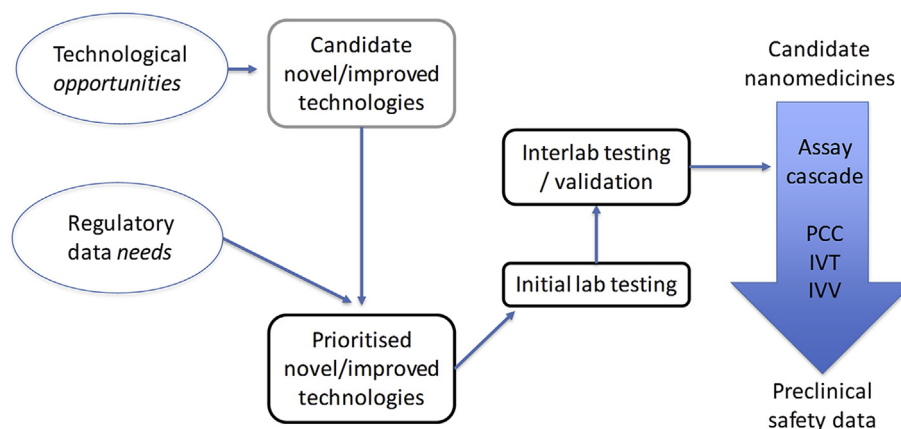 Technological
opportunities
Candidate
novel/improved
technologies
Regulatory
data needs
Prioritised
novel/improved
technologies
Initial lab testing
Interlab testing
/ validation
Candidate
nanomedicines
Assay
cascade
PCC
IVT
IVV
Preclinical
safety data